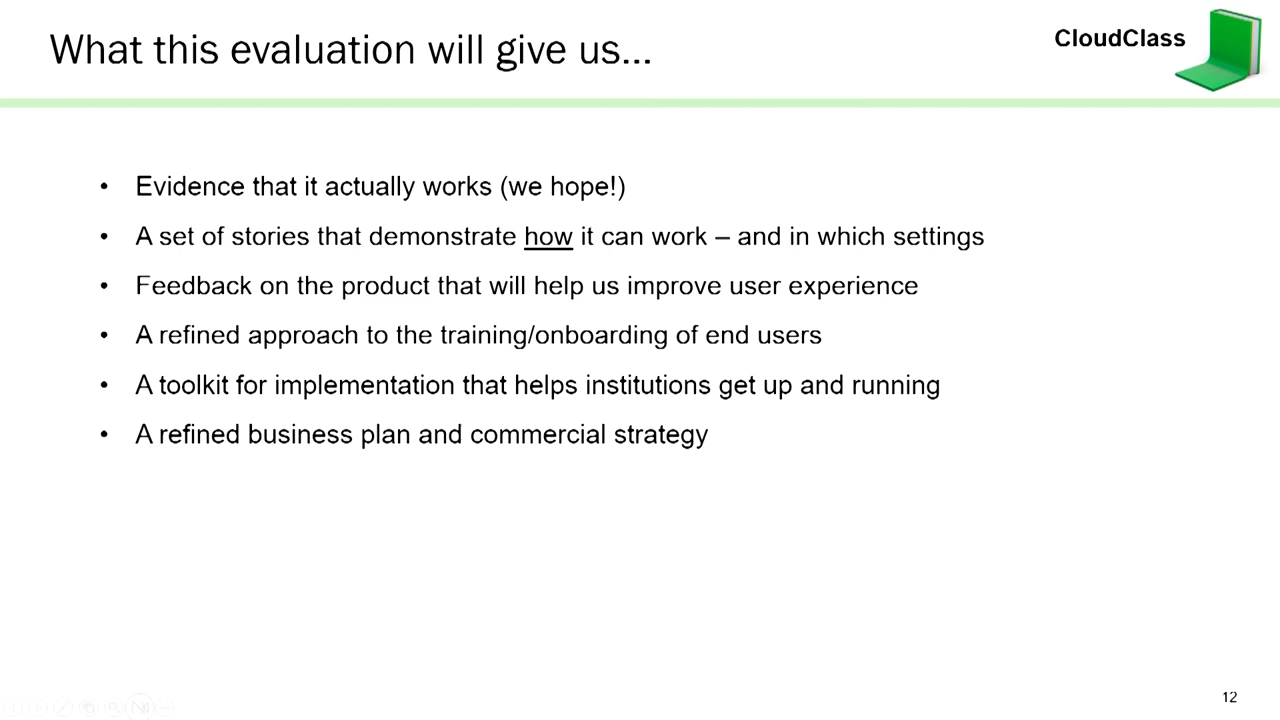 What this evaluation will give us...
CloudClass
• Evidence that it actually works (we hope!)
• A set of stories that demonstrate how it can work – and in which settings
• Feedback on the product that will help us improve user experience
• A refined approach to the training/onboarding of end users
• A toolkit for implementation that helps institutions get up and running
• A refined business plan and commercial strategy
12